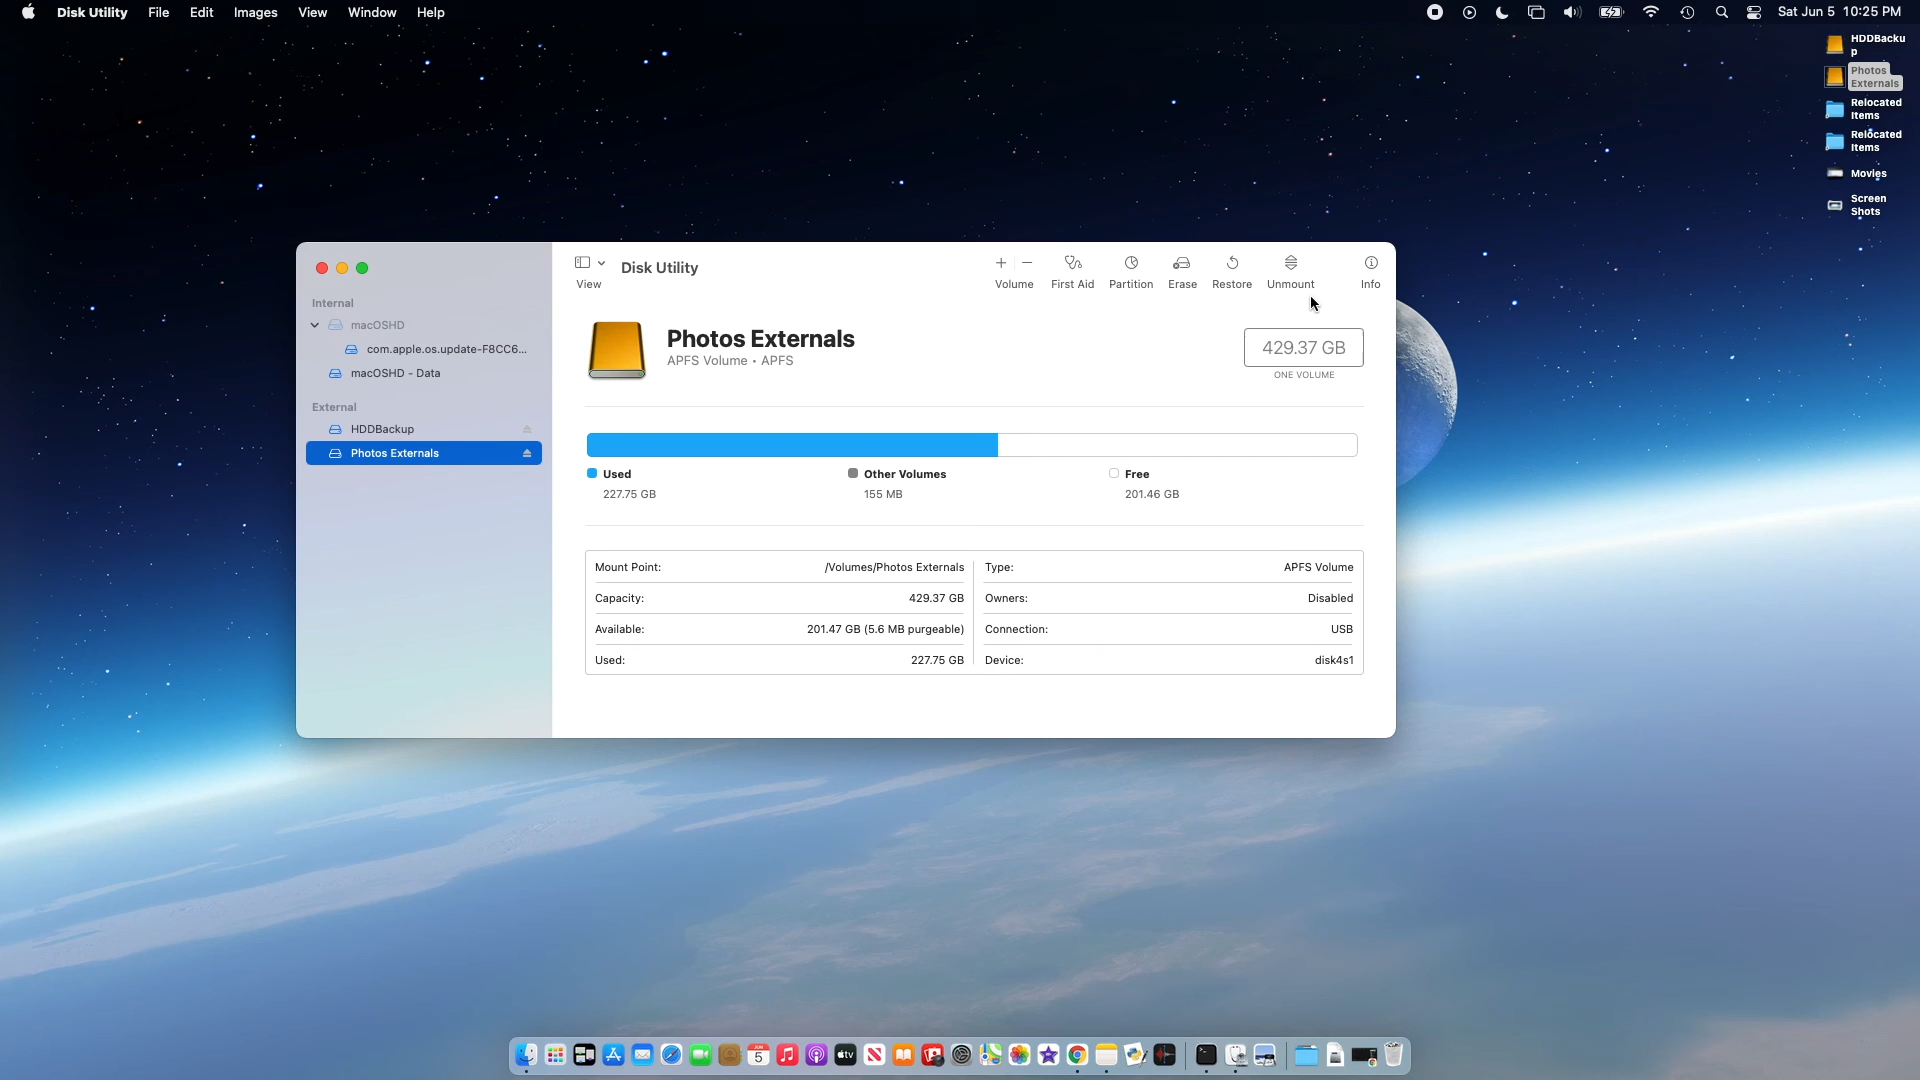 Disk Utility File Edit Images View Window Help
Sat Jun 5 10:25 PM
HDDBacku
p
Photos
Externals
Relocated
Items
Relocated
Items
Movies
Screen
Shots
Internal
macOSHD
com.apple.os.update-F8CC6...
macOSHD - Data
External
HDDBackup
Photos Externals
View
Disk Utility
Volume First Aid Partition Erase Restore Unmount Info
Photos Externals
APFS Volume • APFS
429.37 GB
ONE VOLUME
Used
227.75 GB
Other Volumes
155 MB
Free
201.46 GB
Mount Point: /Volumes/Photos Externals
Capacity: 429.37 GB
Available: 201.47 GB (5.6 MB purgeable)
Used: 227.75 GB
Type: APFS Volume
Owners: Disabled
Connection: USB
Device: disk4s1
JUN
5
tv